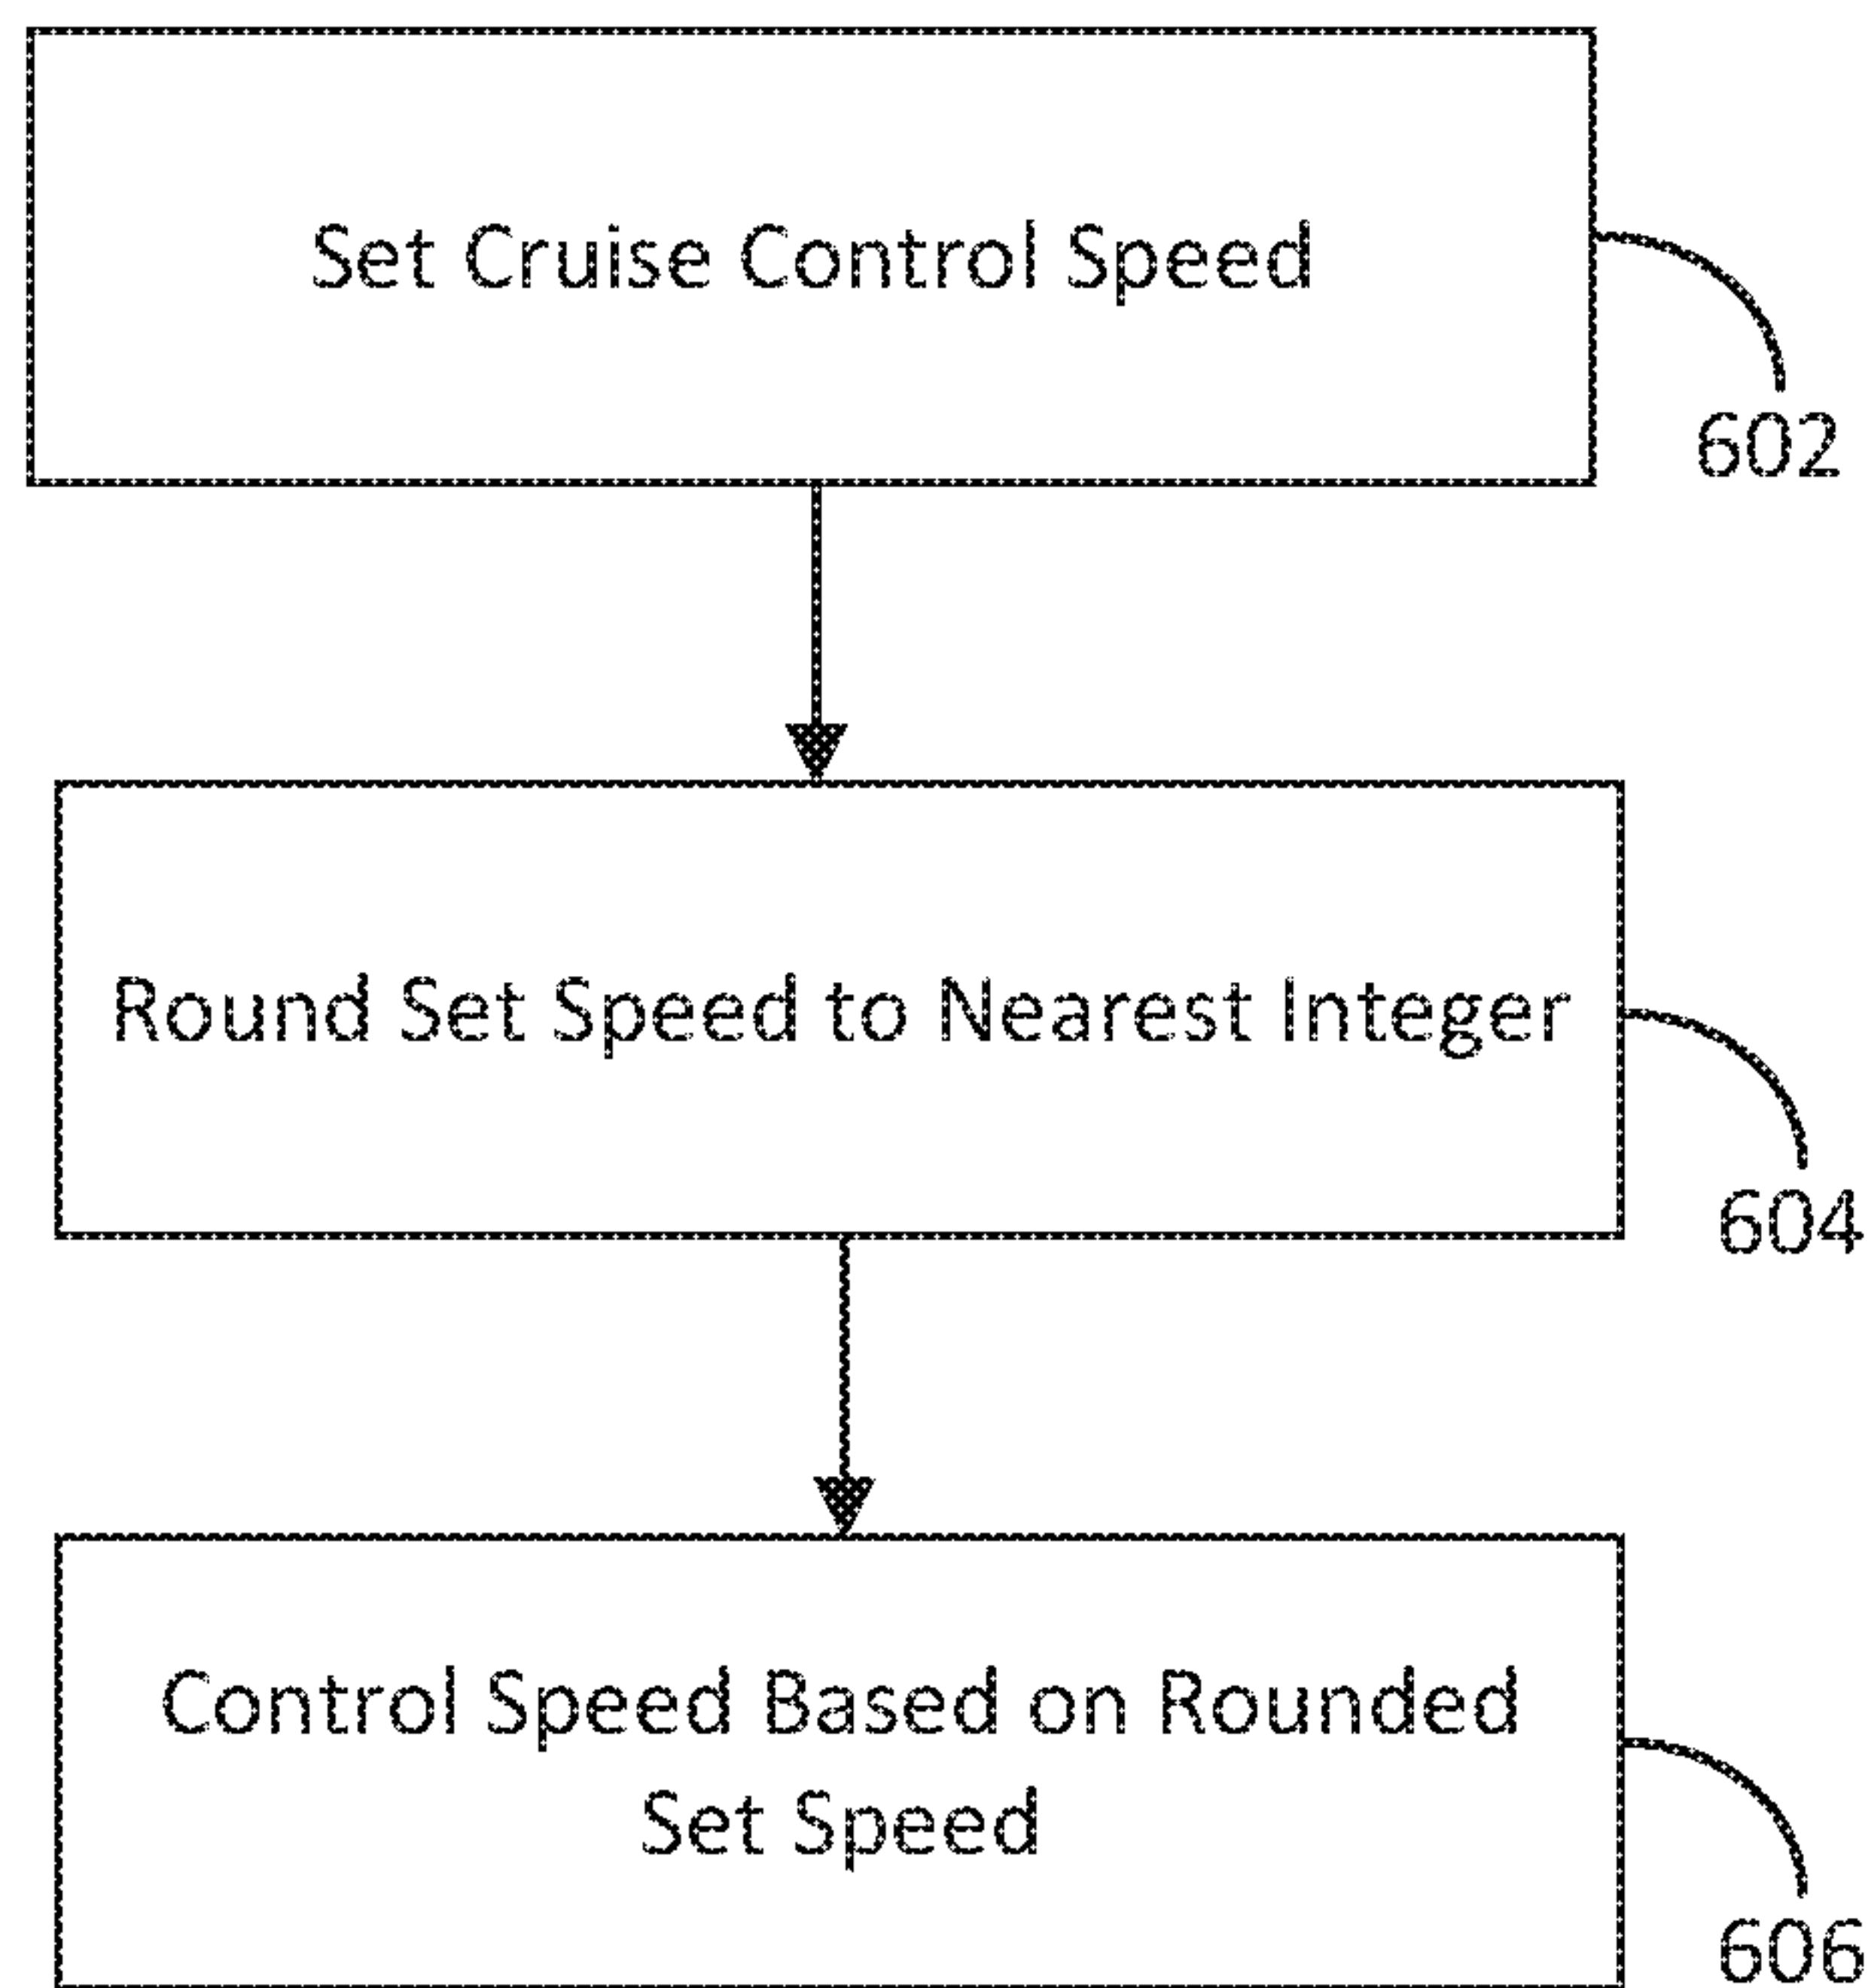 Set Cruise Control Speed
602
Round Set Speed to Nearest Integer
604
Control Speed Based on Rounded
Set Speed
606